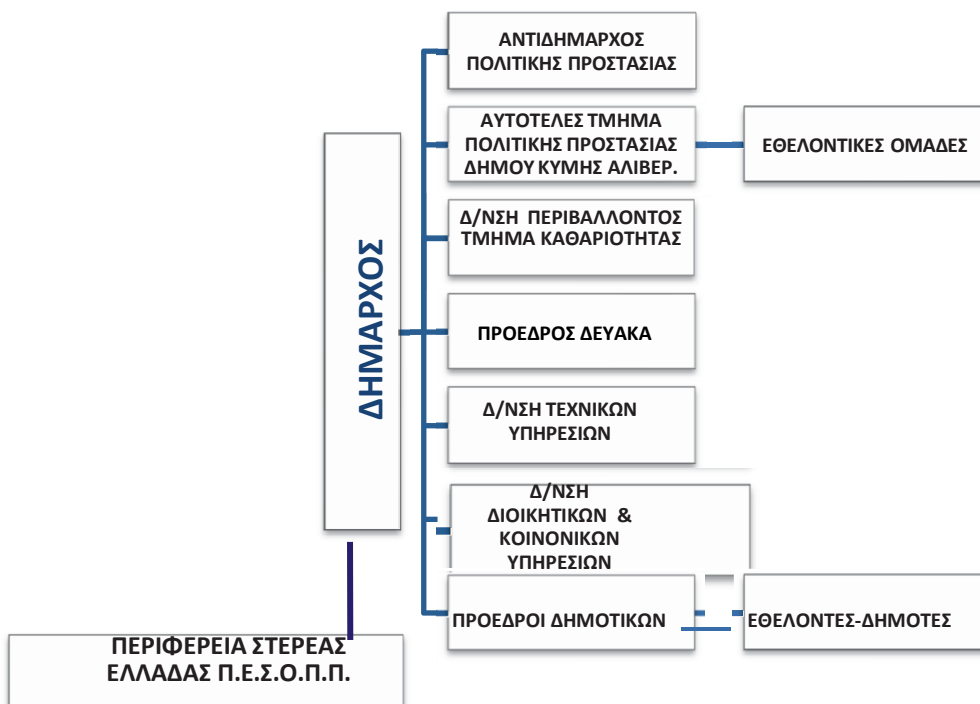 ΑΝΤΙΔΗΜΑΡΧΟΣ
ΠΟΛΙΤΙΚΗΣ ΠΡΟΣΤΑΣΙΑΣ
ΑΥΤΟΤΕΛΕΣ ΤΜΗΜΑ
ΠΟΛΙΤΙΚΗΣ ΠΡΟΣΤΑΣΙΑΣ
ΔΗΜΟΥ ΚΥΜΗΣ ΑΛΙΒΕΡ.
ΕΘΕΛΟΝΤΙΚΕΣ ΟΜΑΔΕΣ
Δ/ΝΣΗ ΠΕΡΙΒΑΛΛΟΝΤΟΣ
ΤΜΗΜΑ ΚΑΘΑΡΙΟΤΗΤΑΣ
ΔΗΜΑΡΧΟΣ
ΠΡΟΕΔΡΟΣ ΔΕΥΑΚΑ
Δ/ΝΣΗ ΤΕΧΝΙΚΩΝ
ΥΠΗΡΕΣΙΩΝ
Δ/ΝΣΗ
ΔΙΟΙΚΗΤΙΚΩΝ &
ΚΟΙΝΟΝΙΚΩΝ
ΥΠΗΡΕΣΙΩΝ
ΠΡΟΕΔΡΟΙ ΔΗΜΟΤΙΚΩΝ
ΕΘΕΛΟΝΤΕΣ-ΔΗΜΟΤΕΣ
ΠΕΡΙΦΕΡΕΙΑ ΣΤΕΡΕΑΣ
ΕΛΛΑΔΑΣ Π.Ε.Σ.Ο.Π.Π.